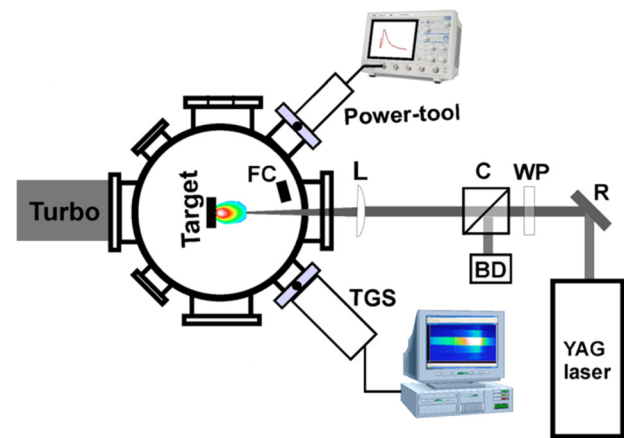 Power-tool
FC
L
C
WP
R
Target
Turbo
BD
TGS
YAG
laser